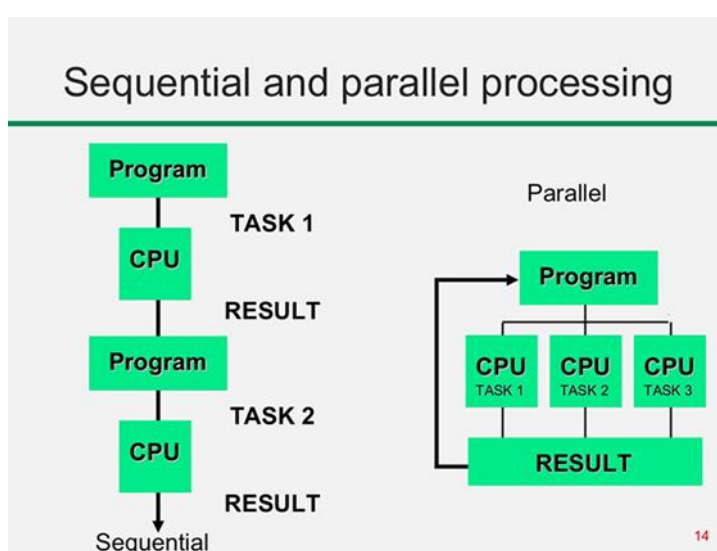 Sequential and parallel processing
Program
TASK 1
CPU
RESULT
Program
TASK 2
CPU
RESULT
Sequential
Parallel
Program
CPU CPU CPU
TASK 1 TASK 2 TASK 3
RESULT
14